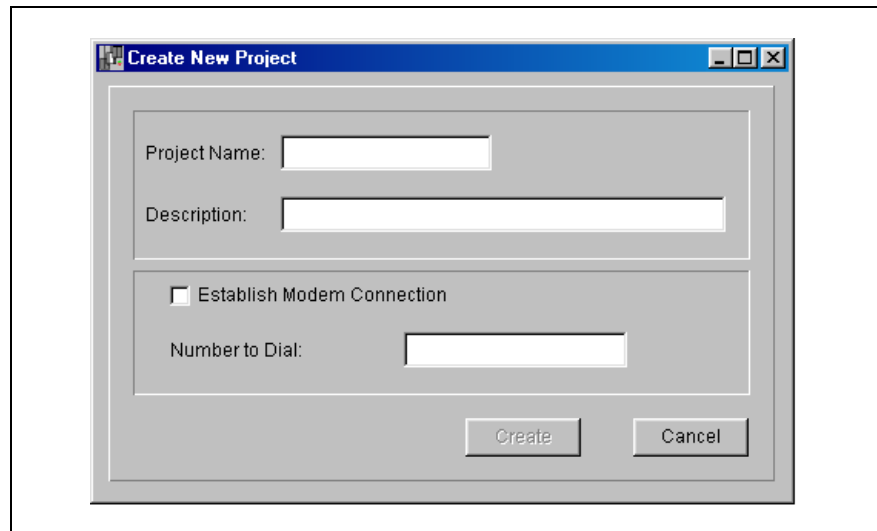 Create New Project
Project Name:
Description:
Establish Modem Connection
Number to Dial:
Create
Cancel